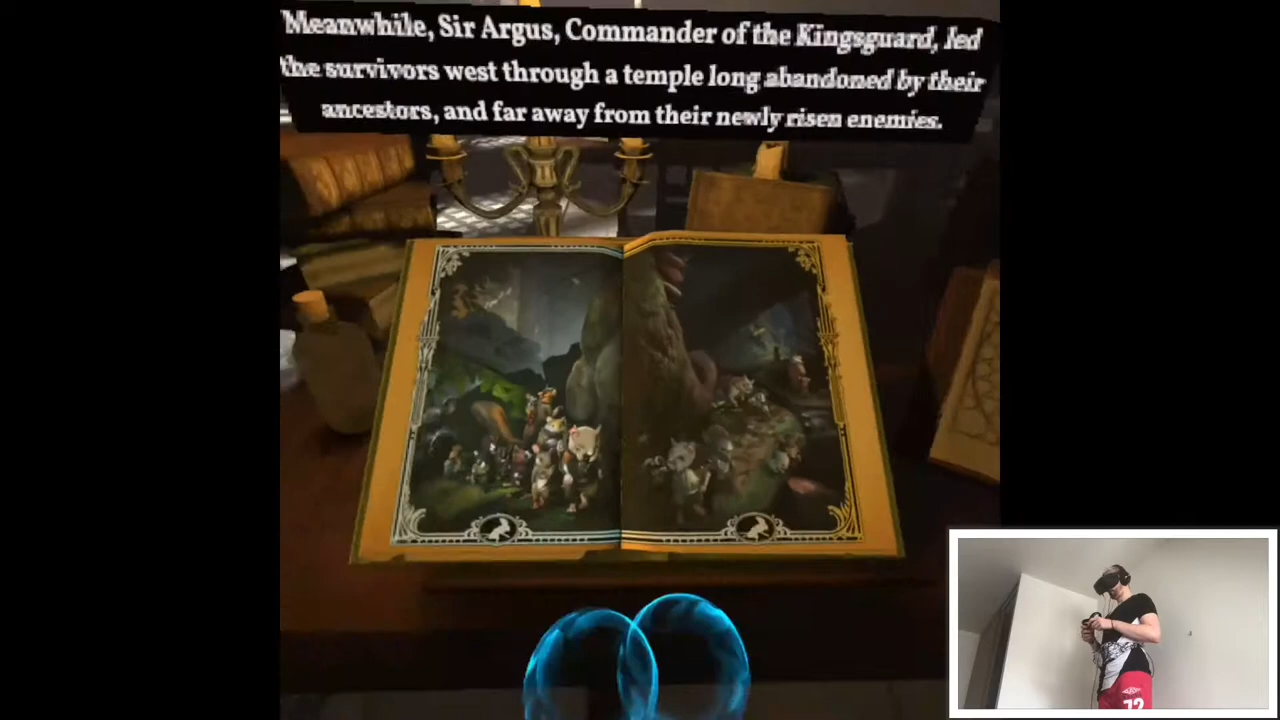 Meanwhile, Sir Argus, Commander of the Kingsguard, led
the survivors west through a temple long abandoned by their
ancestors, and far away from their newly risen enemies.
72